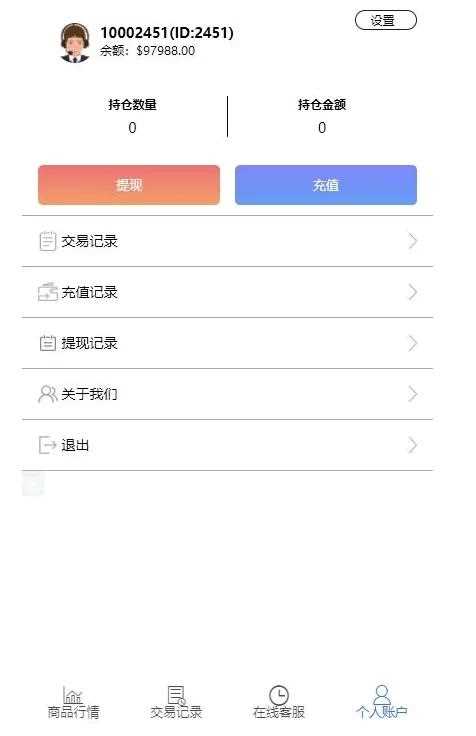 设置
10002451(ID:2451)
余额：$97988.00
持仓数量
持仓金额
0
0
提现
充值
交易记录
充值记录
提现记录
关于我们
退出
商品行情
交易记录
在线客服
个人账户